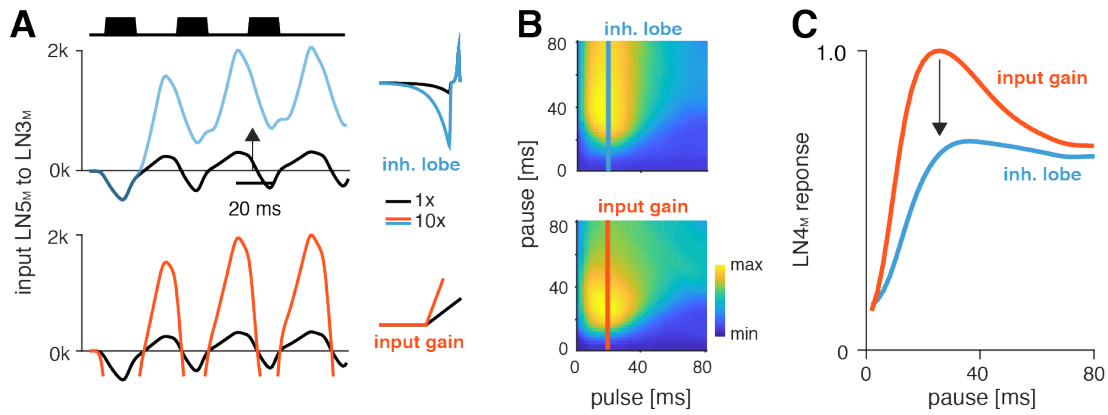 A
B
C
2k
0k
input LN5M to LN3M
20 ms
inh. lobe
1x
10x
2k
0k
input gain
inh. lobe
80
40
0
pause [ms]
input gain
80
40
0
0
40
80
pulse [ms]
max
min
1.0
0
LN4M reponse
input gain
inh. lobe
0
40
80
pause [ms]